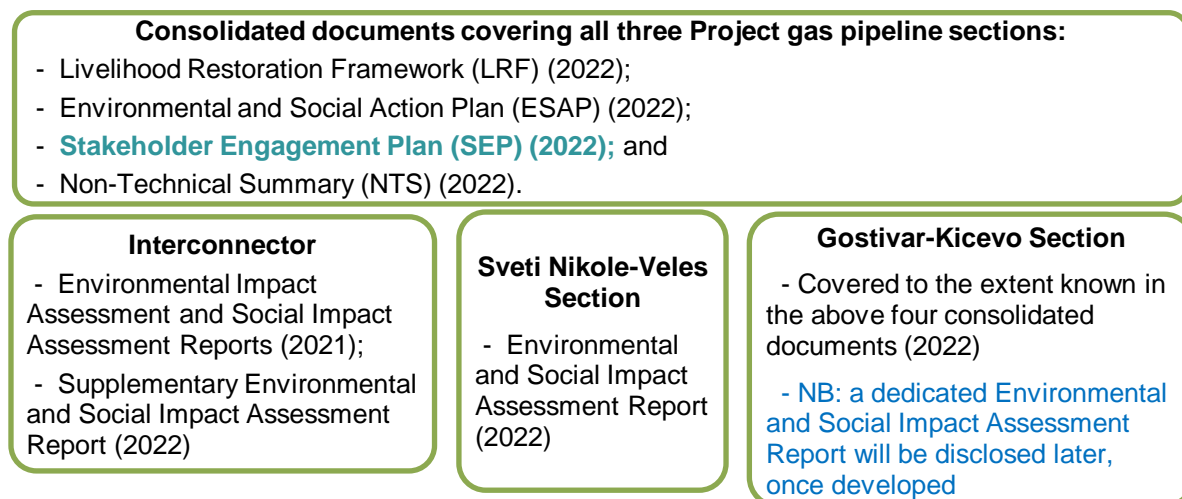 Consolidated documents covering all three Project gas pipeline sections:
- Livelihood Restoration Framework (LRF) (2022);
- Environmental and Social Action Plan (ESAP) (2022);
- Stakeholder Engagement Plan (SEP) (2022); and
- Non-Technical Summary (NTS) (2022).
Interconnector
- Environmental Impact
Assessment and Social Impact
Assessment Reports (2021);
- Supplementary Environmental
and Social Impact Assessment
Report (2022)
Sveti Nikole-Veles
Section
- Environmental
and Social Impact
Assessment Report
(2022)
Gostivar-Kicevo Section
- Covered to the extent known in
the above four consolidated
documents (2022)
- NB: a dedicated Environmental
and Social Impact Assessment
Report will be disclosed later,
once developed